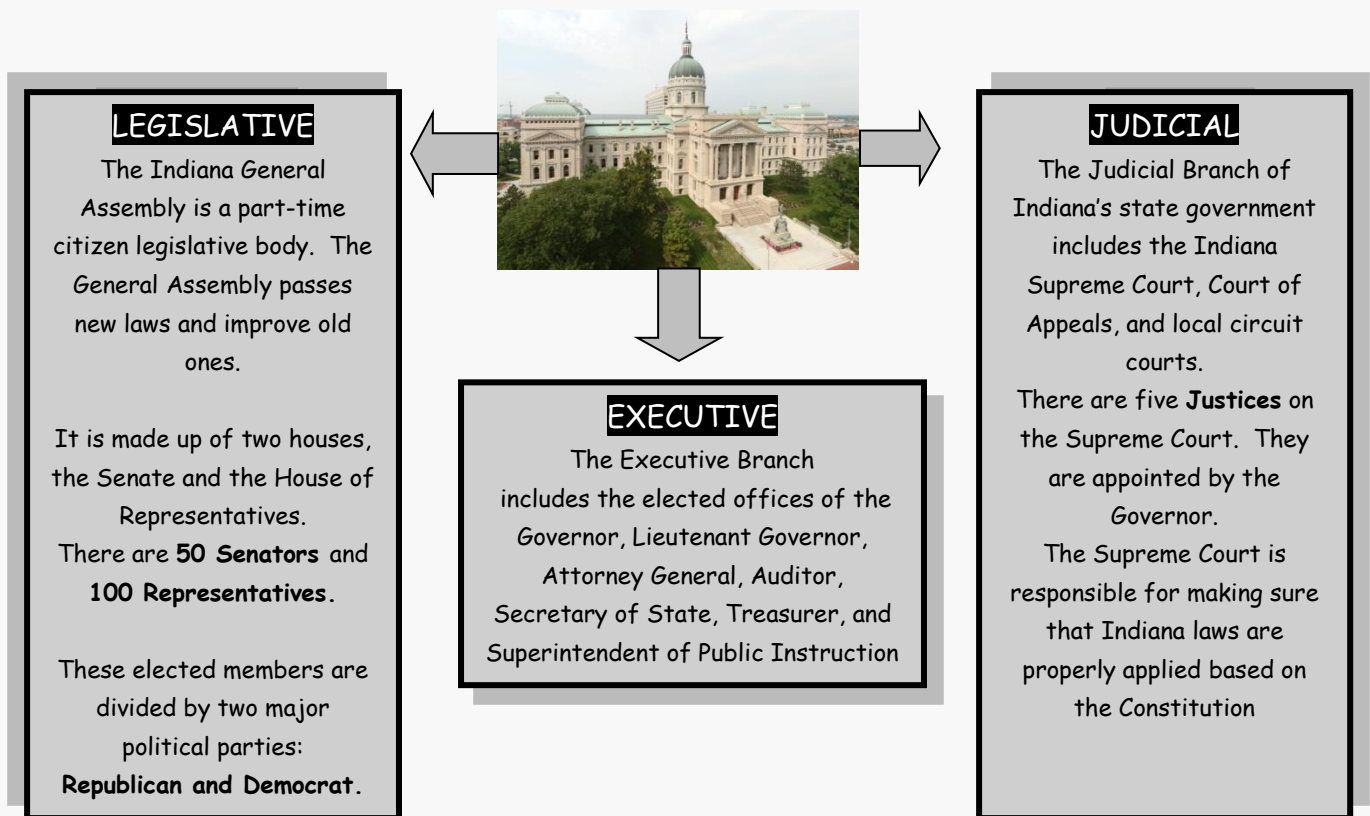 LEGISLATIVE
The Indiana General
Assembly is a part-time
citizen legislative body.  The
General Assembly passes
new laws and improve old
ones.
It is made up of two houses,
the Senate and the House of
Representatives.
There are 50 Senators and
100 Representatives.
These elected members are
divided by two major
political parties:
Republican and Democrat.
EXECUTIVE
The Executive Branch
includes the elected offices of the
Governor, Lieutenant Governor,
Attorney General, Auditor,
Secretary of State, Treasurer, and
Superintendent of Public Instruction
JUDICIAL
The Judicial Branch of
Indiana’s state government
includes the Indiana
Supreme Court, Court of
Appeals, and local circuit
courts.
There are five Justices on
the Supreme Court.  They
are appointed by the
Governor.
The Supreme Court is
responsible for making sure
that Indiana laws are
properly applied based on
the Constitution